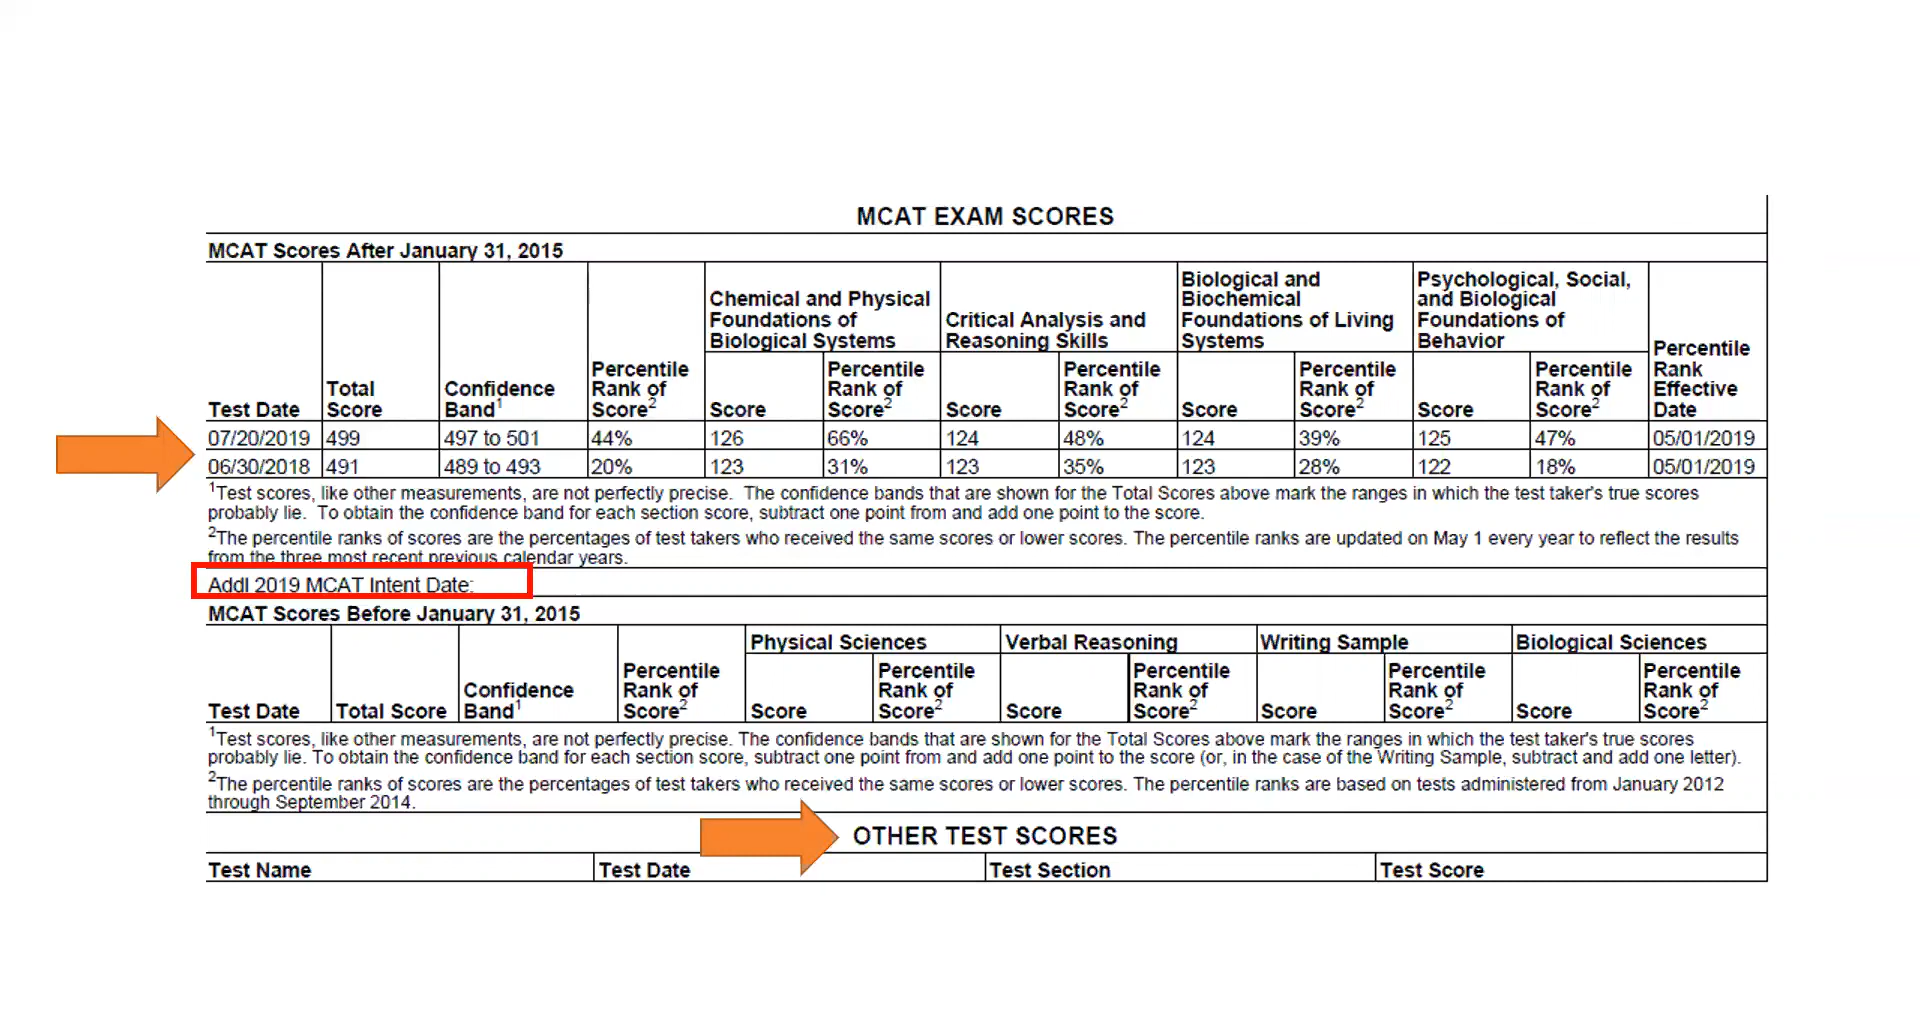 MCAT EXAM SCORES
MCAT Scores After January 31, 2015
Test Date
Total Score
Confidence Band1
Percentile Rank of Score2
Chemical and Physical Foundations of Biological Systems
Critical Analysis and Reasoning Skills
Biological and Biochemical Foundations of Living Systems
Psychological, Social, and Biological Foundations of Behavior
Percentile Rank Effective Date
Score
Percentile Rank of Score2
Score
Percentile Rank of Score2
Score
Percentile Rank of Score2
Score
Percentile Rank of Score2
07/20/2019 499 497 to 501 44% 126 66% 124 48% 124 39% 125 47% 05/01/2019
06/30/2018 491 489 to 493 20% 123 31% 123 35% 123 28% 122 18% 05/01/2019
1Test scores, like other measurements, are not perfectly precise. The confidence bands that are shown for the Total Scores above mark the ranges in which the test taker's true scores
probably lie. To obtain the confidence band for each section score, subtract one point from and add one point to the score.
2The percentile ranks of scores are the percentages of test takers who received the same scores or lower scores. The percentile ranks are updated on May 1 every year to reflect the results
from the three most recent previous calendar years.
Addl 2019 MCAT Intent Date:
MCAT Scores Before January 31, 2015
Test Date
Total Score
Confidence Band1
Percentile Rank of Score2
Physical Sciences
Verbal Reasoning
Writing Sample
Biological Sciences
Score
Percentile Rank of Score2
Score
Percentile Rank of Score2
Score
Percentile Rank of Score2
Score
Percentile Rank of Score2
1Test scores, like other measurements, are not perfectly precise. The confidence bands that are shown for the Total Scores above mark the ranges in which the test taker's true scores
probably lie. To obtain the confidence band for each section score, subtract one point from and add one point to the score (or, in the case of the Writing Sample, subtract and add one letter).
2The percentile ranks of scores are the percentages of test takers who received the same scores or lower scores. The percentile ranks are based on tests administered from January 2012
through September 2014.
OTHER TEST SCORES
Test Name Test Date Test Section Test Score